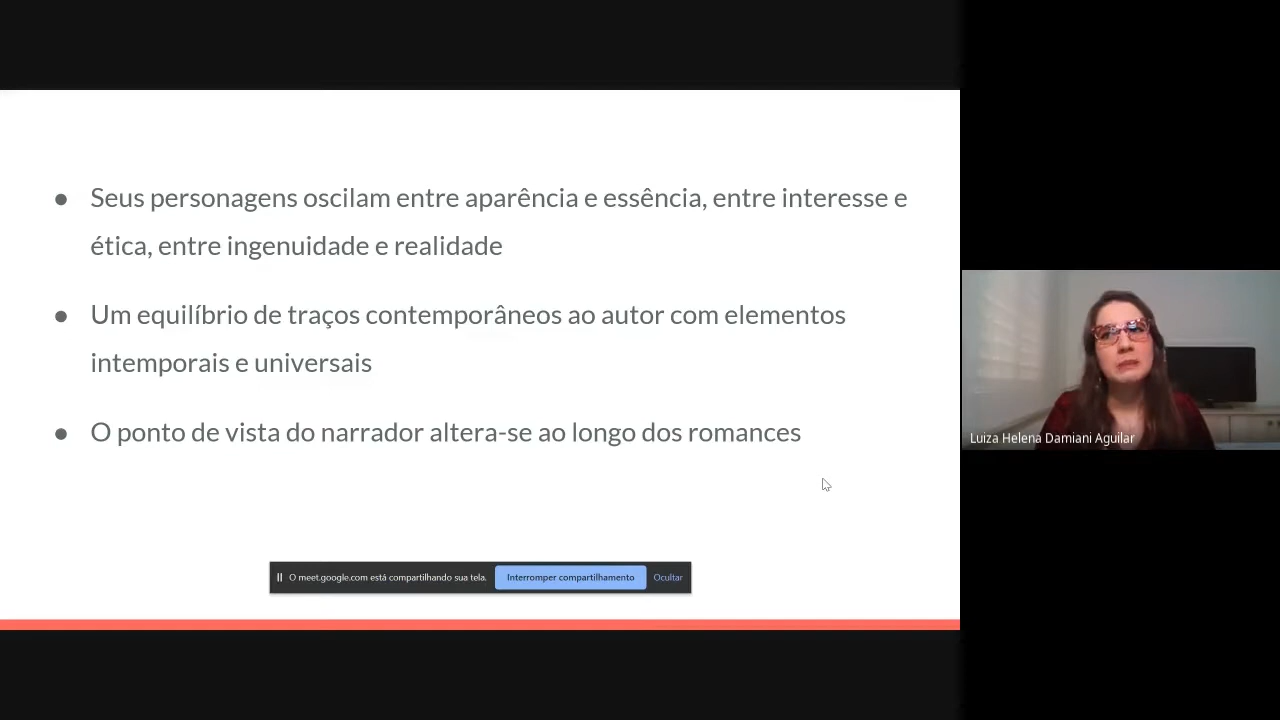 ● Seus personagens oscilam entre aparência e essência, entre interesse e
ética, entre ingenuidade e realidade
● Um equilíbrio de traços contemporâneos ao autor com elementos
intemporais e universais
● O ponto de vista do narrador altera-se ao longo dos romances
Luiza Helena Damiani Aguilar
O meet.google.com está compartilhando sua tela. Interromper compartilhamento Ocultar